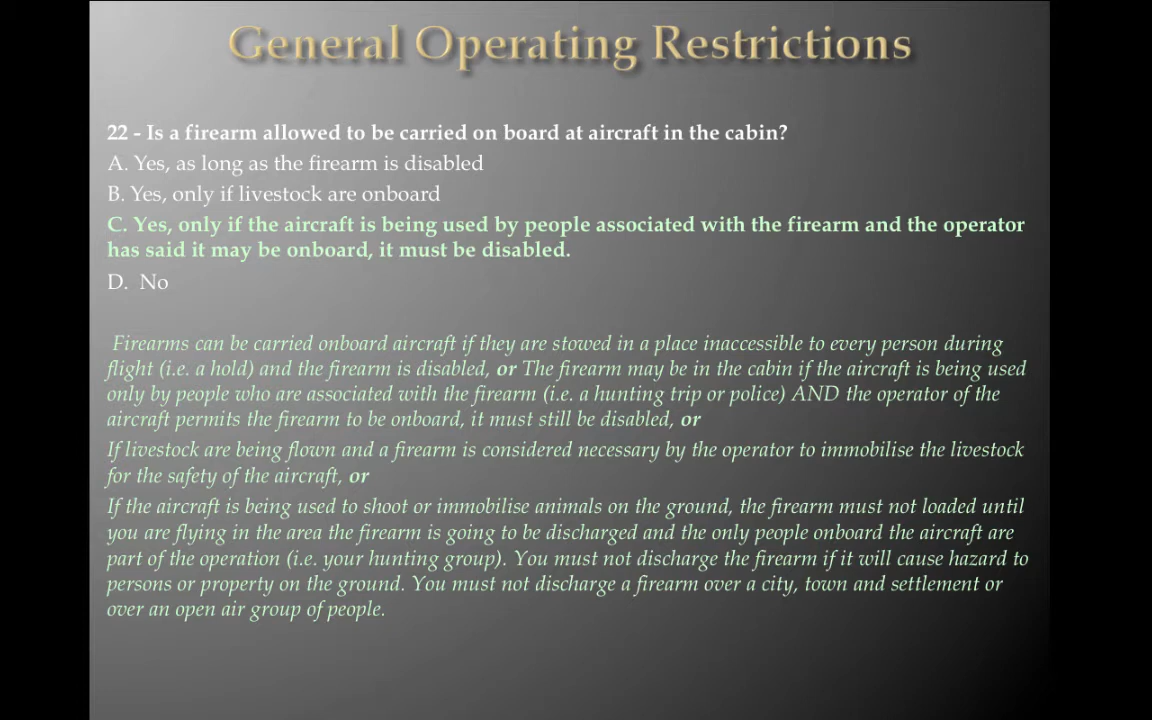 General Operating Restrictions
22 - Is a firearm allowed to be carried on board at aircraft in the cabin?
A. Yes, as long as the firearm is disabled
B. Yes, only if livestock are onboard
C. Yes, only if the aircraft is being used by people associated with the firearm and the operator
has said it may be onboard, it must be disabled.
D. No
Firearms can be carried onboard aircraft if they are stowed in a place inaccessible to every person during
flight (i.e. a hold) and the firearm is disabled, or The firearm may be in the cabin if the aircraft is being used
only by people who are associated with the firearm (i.e. a hunting trip or police) AND the operator of the
aircraft permits the firearm to be onboard, it must still be disabled, or
If livestock are being flown and a firearm is considered necessary by the operator to immobilise the livestock
for the safety of the aircraft, or
If the aircraft is being used to shoot or immobilise animals on the ground, the firearm must not loaded until
you are flying in the area the firearm is going to be discharged and the only people onboard the aircraft are
part of the operation (i.e. your hunting group). You must not discharge the firearm if it will cause hazard to
persons or property on the ground. You must not discharge a firearm over a city, town and settlement or
over an open air group of people.